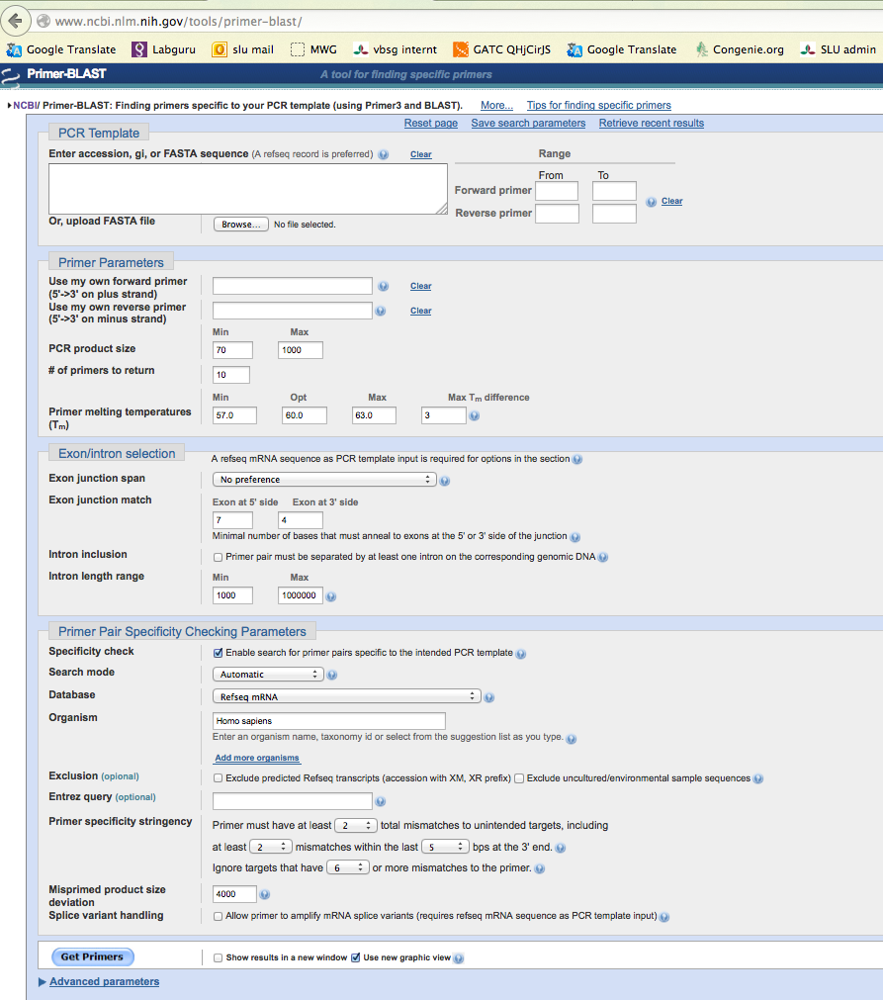 www.ncbi.nlm.nih.gov/tools/primer-blast/
Google Translate Labguru slu mail MWG vbsg internt GATC QHjCirJS Google Translate Congenie.org SLU admin
Primer-BLAST A tool for finding specific primers
NCBI/ Primer-BLAST: Finding primers specific to your PCR template (using Primer3 and BLAST). More... Tips for finding specific primers
Reset page Save search parameters Retrieve recent results
PCR Template
Enter accession, gi, or FASTA sequence (A refseq record is preferred) Clear Range
From To
Forward primer
Reverse primer Clear
Or, upload FASTA file Browse... No file selected.
Primer Parameters
Use my own forward primer (5'->3' on plus strand) Clear
Use my own reverse primer (5'->3' on minus strand) Clear
Min Max
PCR product size 70 1000
# of primers to return 10
Min Opt Max Max Tm difference
Primer melting temperatures (Tm) 57.0 60.0 63.0 3
Exon/intron selection A refseq mRNA sequence as PCR template input is required for options in the section
Exon junction span No preference
Exon junction match Exon at 5' side Exon at 3' side
7 4
Minimal number of bases that must anneal to exons at the 5' or 3' side of the junction
Intron inclusion Primer pair must be separated by at least one intron on the corresponding genomic DNA
Intron length range Min Max
1000 1000000
Primer Pair Specificity Checking Parameters
Specificity check Enable search for primer pairs specific to the intended PCR template
Search mode Automatic
Database Refseq mRNA
Organism Homo sapiens
Enter an organism name, taxonomy id or select from the suggestion list as you type.
Add more organisms
Exclusion (opional) Exclude predicted Refseq transcripts (accession with XM, XR prefix) Exclude uncultured/environmental sample sequences
Entrez query (optional)
Primer specificity stringency Primer must have at least 2 total mismatches to unintended targets, including
at least 2 mismatches within the last 5 bps at the 3' end.
Ignore targets that have 6 or more mismatches to the primer.
Misprimed product size deviation 4000
Splice variant handling Allow primer to amplify mRNA splice variants (requires refseq mRNA sequence as PCR template input)
Get Primers Show results in a new window Use new graphic view
Advanced parameters